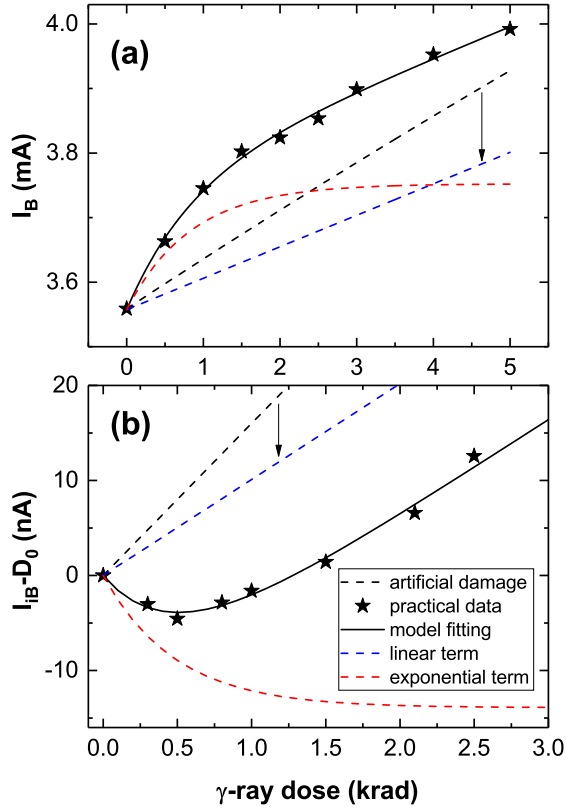 (a)
I_B (mA)
4.0
3.8
3.6
0 1 2 3 4 5
(b)
I_iB-D_0 (nA)
20
10
0
-10
artificial damage
practical data
model fitting
linear term
exponential term
0.0 0.5 1.0 1.5 2.0 2.5 3.0
γ-ray dose (krad)